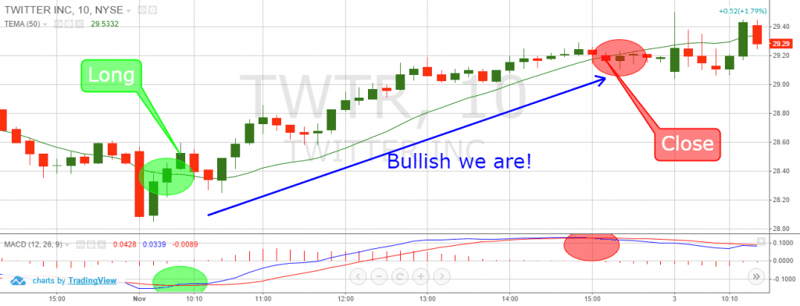 TWITTER INC, 10, NYSE
+0.52 (+1.79%)
TEMA (50) 29.5332
29.40
29.29
29.20
Long
TWTR, 10
TWITTER INC
29.00
28.80
Close
Bullish we are!
28.60
28.40
28.20
28.00
MACD (12, 26, 9) 0.0428 0.0339 -0.0089
0.1000
0.0000
charts by TradingView
-0.1000
15:00 Nov 10:10 11:00 12:00 13:00 14:00 15:00 3 10:10